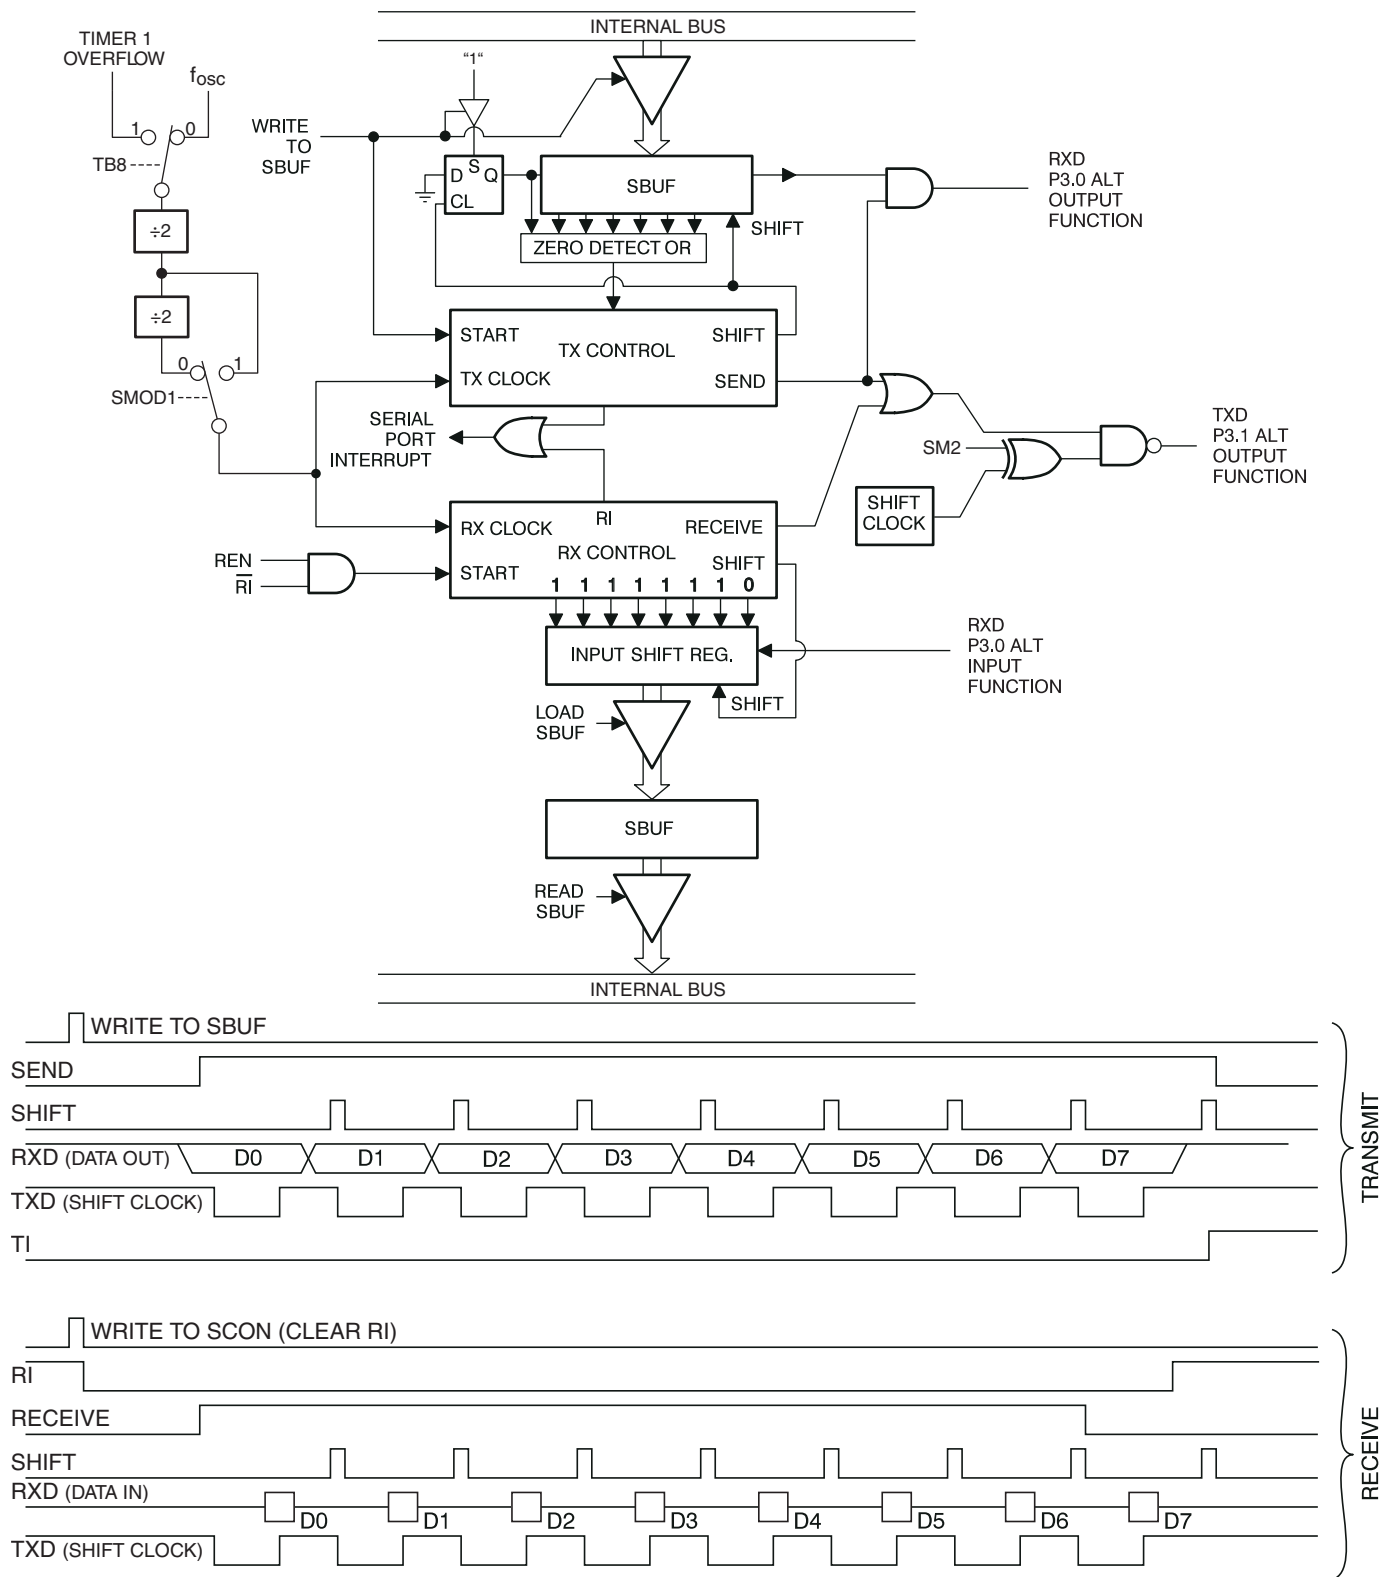 INTERNAL BUS
TIMER 1
OVERFLOW
fosc
"1"
1
0
WRITE
TO
SBUF
TB8
S
D
Q
CL
SBUF
RXD
P3.0 ALT
OUTPUT
FUNCTION
÷2
SHIFT
ZERO DETECT OR
÷2
START
SHIFT
TX CONTROL
0
1
TX CLOCK
SEND
SMOD1
SERIAL
PORT
INTERRUPT
TXD
P3.1 ALT
OUTPUT
FUNCTION
SM2
SHIFT
CLOCK
RI
RX CLOCK
RECEIVE
RX CONTROL
SHIFT
REN
RI
START
1 1 1 1 1 1 1 0
RXD
P3.0 ALT
INPUT
FUNCTION
INPUT SHIFT REG.
SHIFT
LOAD
SBUF
SBUF
READ
SBUF
INTERNAL BUS
WRITE TO SBUF
SEND
SHIFT
RXD (DATA OUT) D0 D1 D2 D3 D4 D5 D6 D7
TXD (SHIFT CLOCK)
TI
TRANSMIT
WRITE TO SCON (CLEAR RI)
RI
RECEIVE
SHIFT
RXD (DATA IN) D0 D1 D2 D3 D4 D5 D6 D7
TXD (SHIFT CLOCK)
RECEIVE